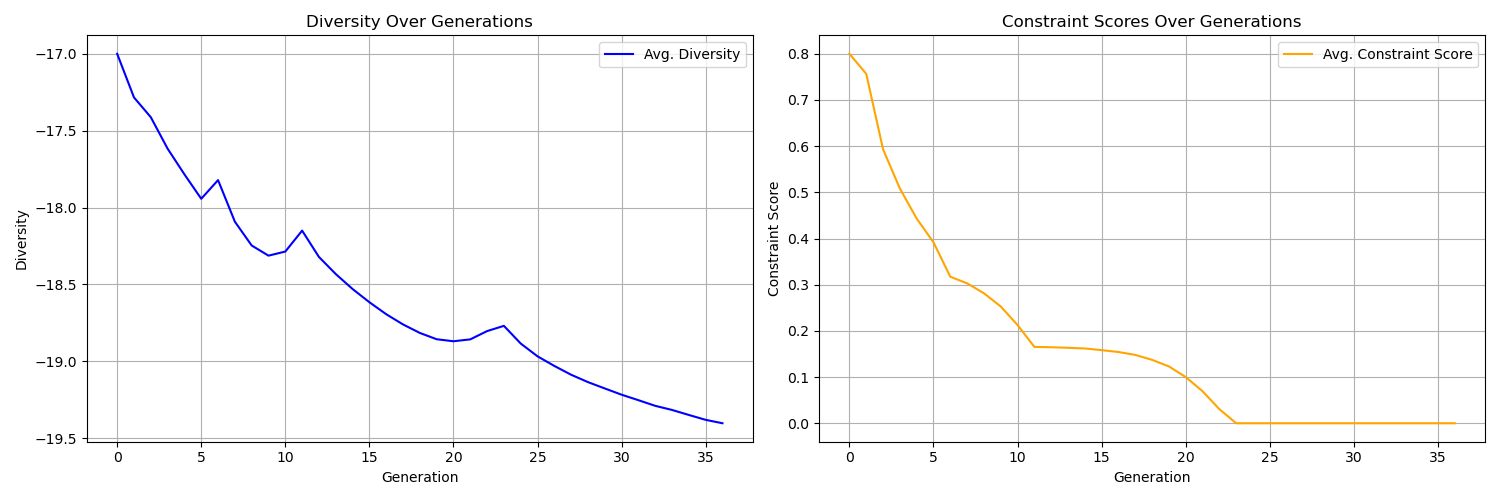 Diversity Over Generations
Avg. Diversity
−17.0
−17.5
−18.0
−18.5
−19.0
−19.5
Diversity
0 5 10 15 20 25 30 35
Generation
Constraint Scores Over Generations
Avg. Constraint Score
0.8
0.7
0.6
0.5
0.4
0.3
0.2
0.1
0.0
Constraint Score
0 5 10 15 20 25 30 35
Generation